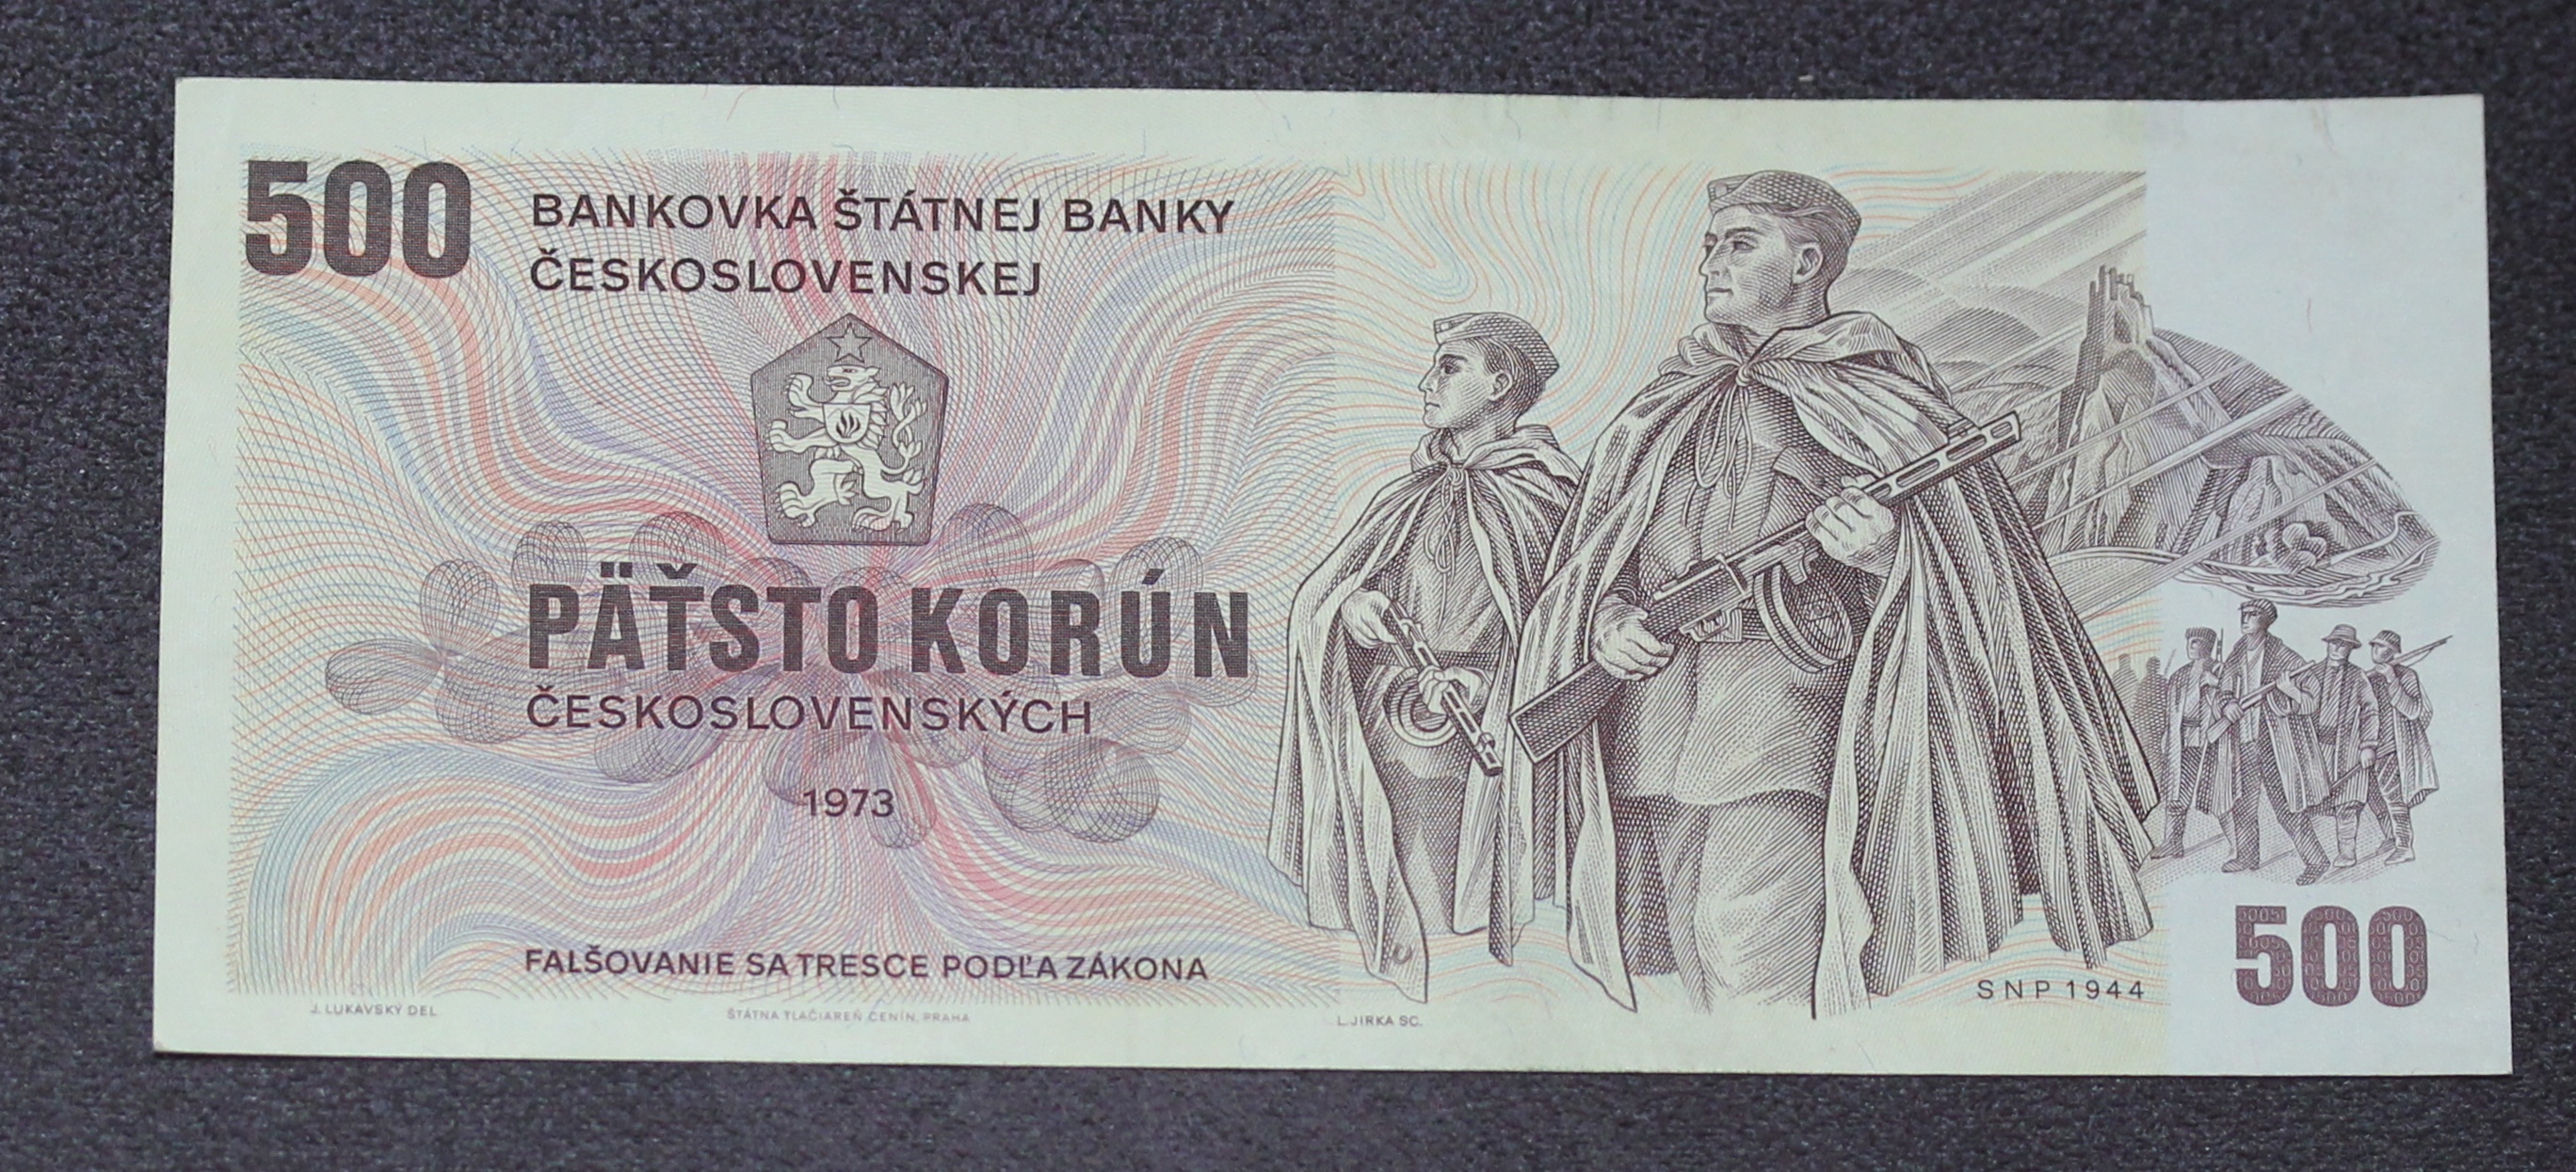 500
BANKOVKA ŠTÁTNEJ BANKY
ČESKOSLOVENSKEJ
PÄŤSTO KORÚN
ČESKOSLOVENSKÝCH
1973
FALŠOVANIE SA TRESCE PODĽA ZÁKONA
SNP 1944
500
J. LUKAVSKÝ DEL.
ŠTÁTNA TLAČIAREŇ CENÍN, PRAHA
L. JIRKA SC.